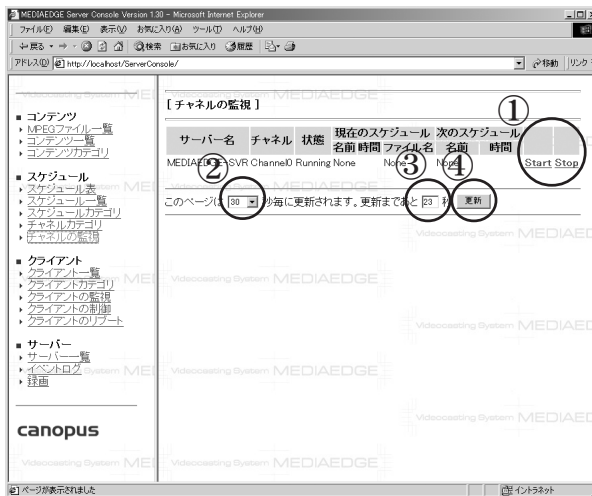 MEDIAEDGE Server Console Version 1.30 - Microsoft Internet Explorer
ファイル(F) 編集(E) 表示(V) お気に入り(A) ツール(T) ヘルプ(H)
戻る 検索 お気に入り 履歴
アドレス(D) http://localhost/ServerConsole/ 移動 リンク
■ コンテンツ
MPEGファイル一覧
コンテンツ一覧
コンテンツカテゴリ
■ スケジュール
スケジュール表
スケジュール一覧
スケジュールカテゴリ
チャネルカテゴリ
チャネルの監視
■ クライアント
クライアント一覧
クライアントカテゴリ
クライアントの監視
クライアントの制御
クライアントのリブート
■ サーバー
サーバー一覧
イベントログ
録画
canopus
[ チャネルの監視 ]
①
サーバー名 チャネル 状態 現在のスケジュール 次のスケジュール
名前 時間 ファイル名 名前 時間
MEDIAEDGE-SVR Channel0 Running None None None Start Stop
② ③ ④
このページは 30 秒毎に更新されます。更新まであと 23 秒 更新
Videocasting System MEDIAEDGE
Videocasting System MEDIAEDGE
Videocasting System MEDIAEDGE
ページが表示されました イントラネット